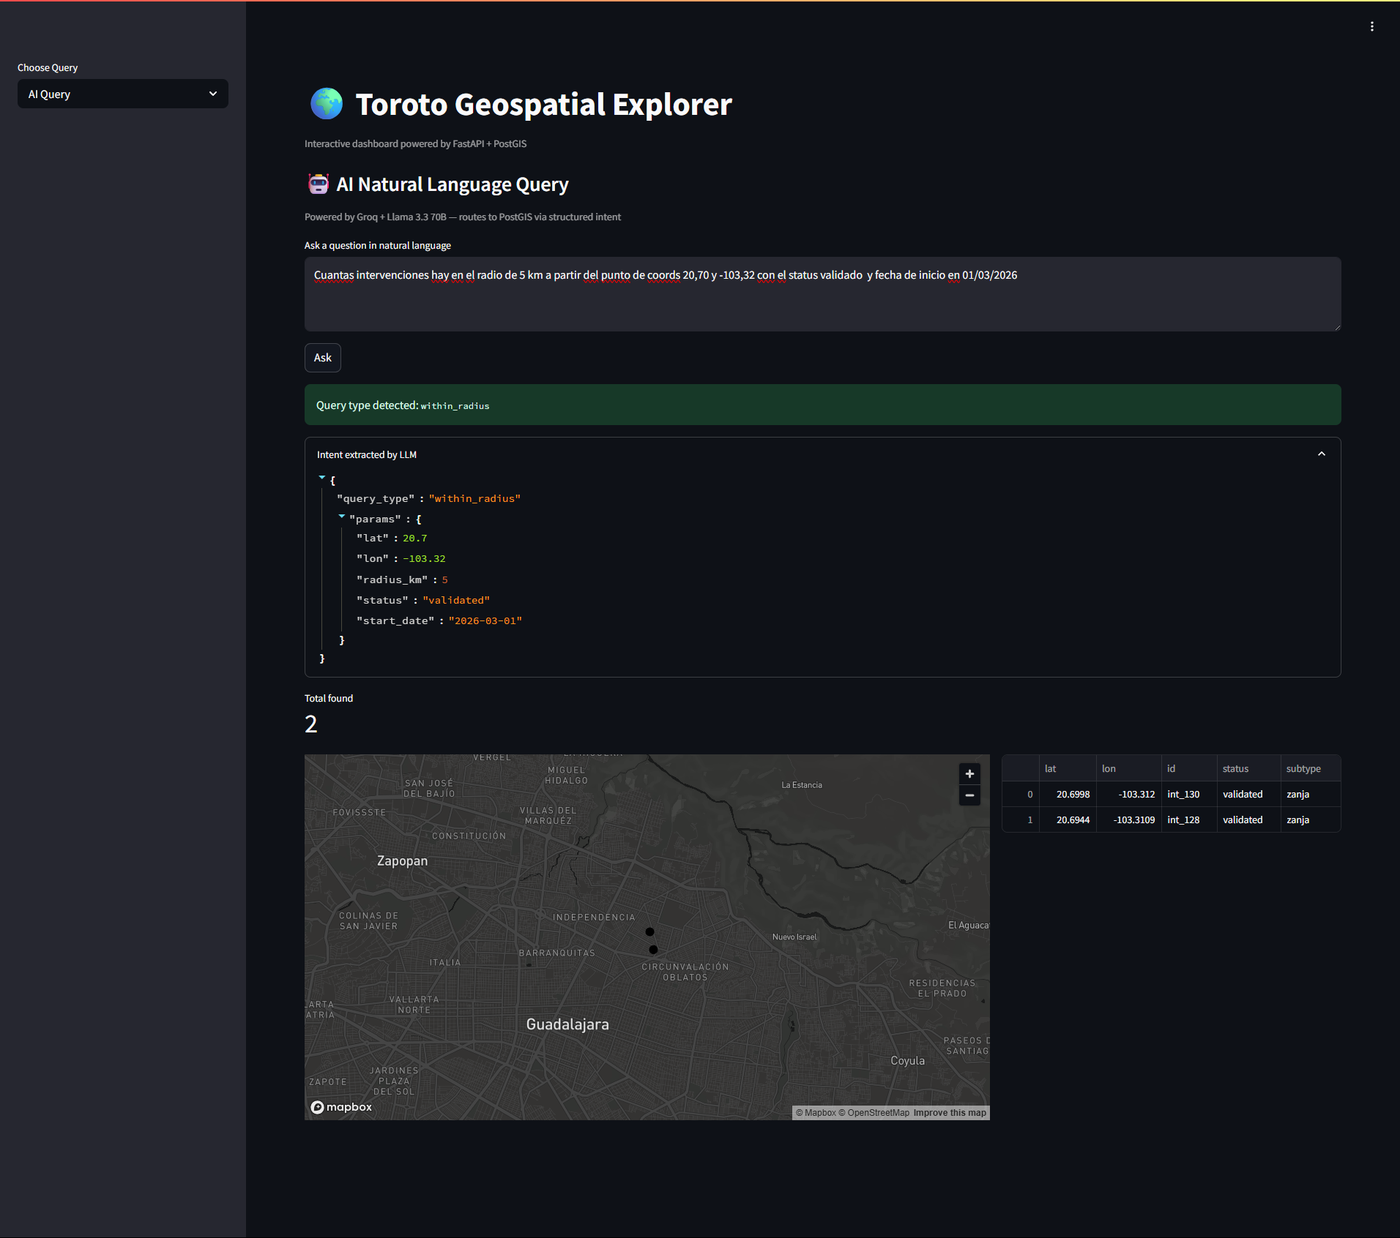 Choose Query
AI Query
Toroto Geospatial Explorer
Interactive dashboard powered by FastAPI + PostGIS
AI Natural Language Query
Powered by Groq + Llama 3.3 70B — routes to PostGIS via structured intent
Ask a question in natural language
Cuantas intervenciones hay en el radio de 5 km a partir del punto de coords 20,70 y -103,32 con el status validado  y fecha de inicio en 01/03/2026
Ask
Query type detected: within_radius
Intent extracted by LLM
{
"query_type" : "within_radius"
"params" : {
"lat" : 20.7
"lon" : -103.32
"radius_km" : 5
"status" : "validated"
"start_date" : "2026-03-01"
}
}
Total found
2
VERGEL
MIGUEL
HIDALGO
La Estancia
SAN JOSÉ
DEL BAJÍO
FOVISSSTE
VILLAS DEL
MARQUÉZ
CONSTITUCIÓN
Zapopan
COLINAS DE
SAN JAVIER
INDEPENDENCIA
El Aguaca
Nuevo Israel
BARRANQUITAS
ITALIA
CIRCUNVALACIÓN
OBLATOS
RESIDENCIAS
EL PRADO
LARTA
ATRIA
VALLARTA
NORTE
Guadalajara
PASEOS D
SANTIAG
Coyula
JARDINES
PLAZA
DEL SOL
ZAPOTE
mapbox
© Mapbox © OpenStreetMap Improve this map
lat lon id status subtype
0 20.6998 -103.312 int_130 validated zanja
1 20.6944 -103.3109 int_128 validated zanja